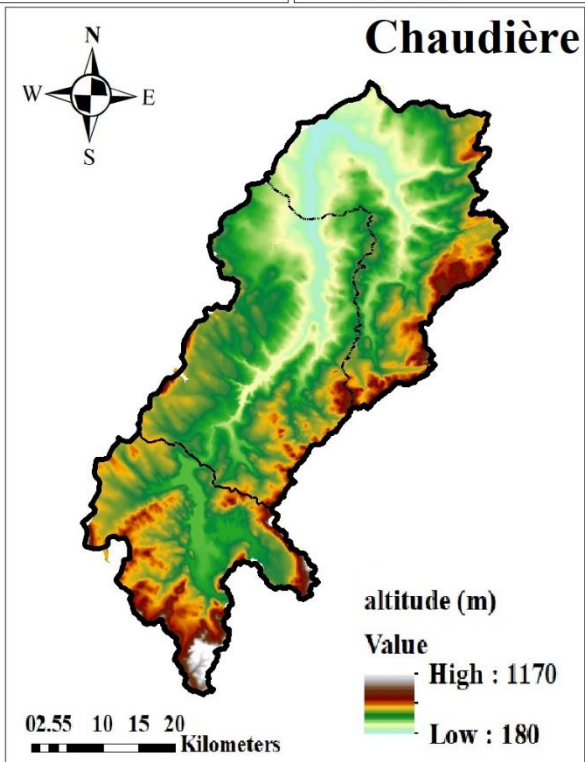 Chaudière
N
W E
S
altitude (m)
Value
High : 1170
Low : 180
02.55 10 15 20
Kilometers